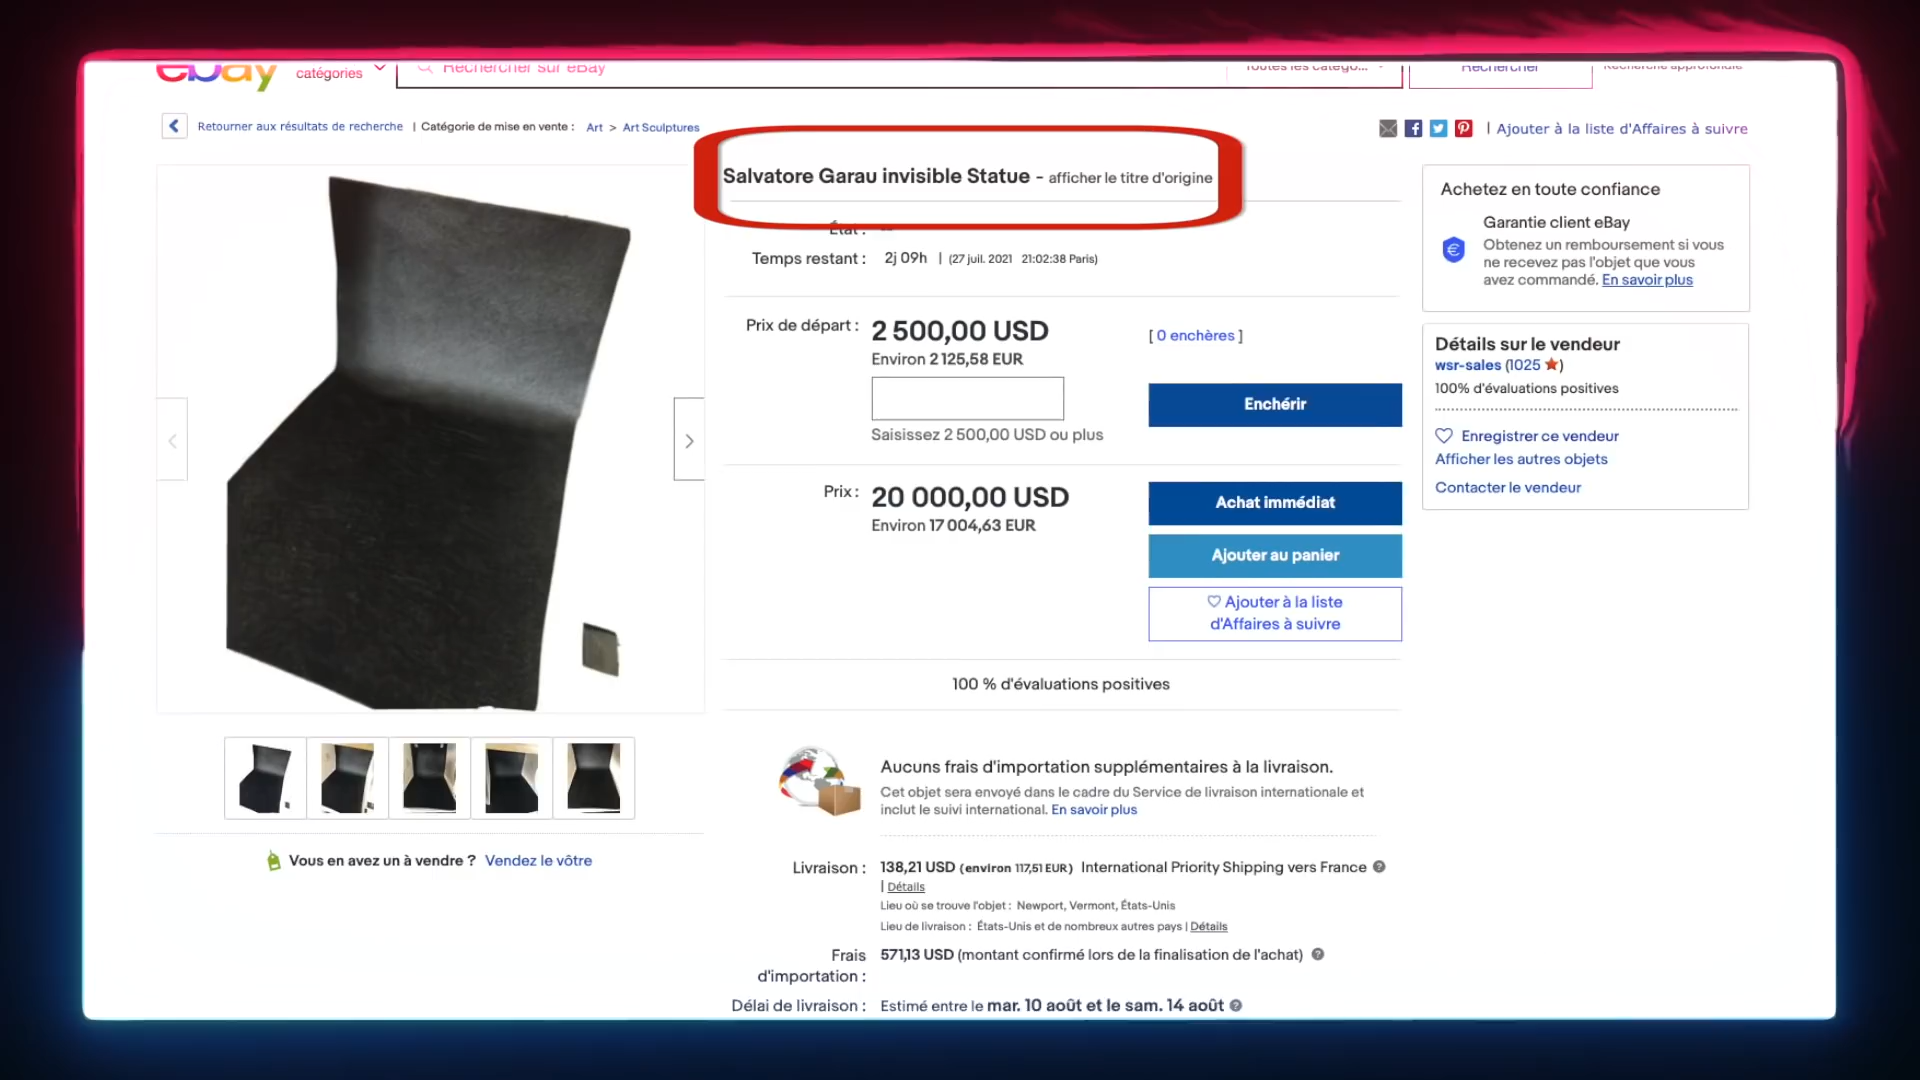 ebay catégories Rechercher sur eBay Toutes les catégo... Rechercher Recherche approfondie
Retourner aux résultats de recherche | Catégorie de mise en vente : Art > Art Sculptures
| Ajouter à la liste d'Affaires à suivre
Salvatore Garau invisible Statue - afficher le titre d'origine
État : --
Temps restant : 2j 09h | (27 juil. 2021 21:02:38 Paris)
Prix de départ : 2 500,00 USD [ 0 enchères ]
Environ 2 125,58 EUR
Enchérir
Saisissez 2 500,00 USD ou plus
Prix : 20 000,00 USD Achat immédiat
Environ 17 004,63 EUR
Ajouter au panier
Ajouter à la liste
d'Affaires à suivre
100 % d'évaluations positives
Aucuns frais d'importation supplémentaires à la livraison.
Cet objet sera envoyé dans le cadre du Service de livraison internationale et
inclut le suivi international. En savoir plus
Livraison : 138,21 USD (environ 117,51 EUR) International Priority Shipping vers France
| Détails
Lieu où se trouve l'objet : Newport, Vermont, États-Unis
Lieu de livraison : États-Unis et de nombreux autres pays | Détails
Frais 571,13 USD (montant confirmé lors de la finalisation de l'achat)
d'importation :
Délai de livraison : Estimé entre le mar. 10 août et le sam. 14 août
Achetez en toute confiance
Garantie client eBay
Obtenez un remboursement si vous
ne recevez pas l'objet que vous
avez commandé. En savoir plus
Détails sur le vendeur
wsr-sales (1025)
100% d'évaluations positives
Enregistrer ce vendeur
Afficher les autres objets
Contacter le vendeur
Vous en avez un à vendre ? Vendez le vôtre